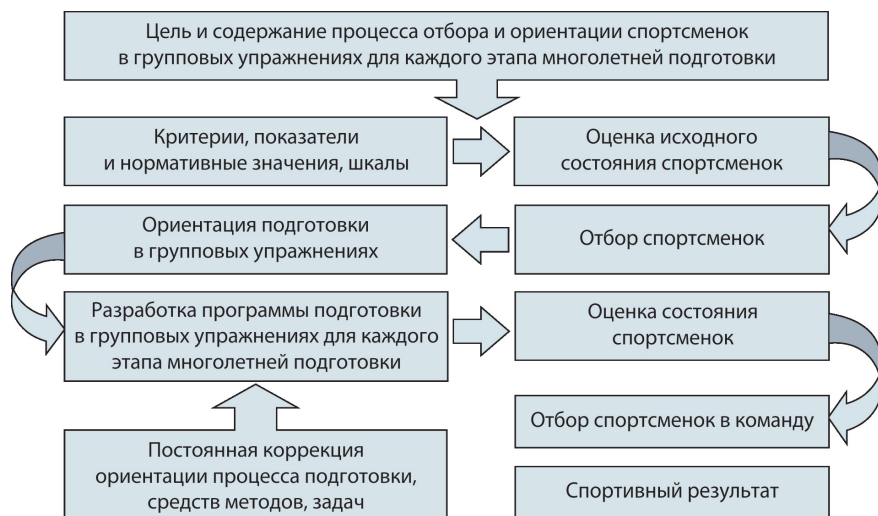 Цель и содержание процесса отбора и ориентации спортсменок
в групповых упражнениях для каждого этапа многолетней подготовки
Критерии, показатели
и нормативные значения, шкалы
Оценка исходного
состояния спортсменок
Ориентация подготовки
в групповых упражнениях
Отбор спортсменок
Разработка программы подготовки
в групповых упражнениях для каждого
этапа многолетней подготовки
Оценка состояния
спортсменок
Постоянная коррекция
ориентации процесса подготовки,
средств методов, задач
Отбор спортсменок в команду
Спортивный результат